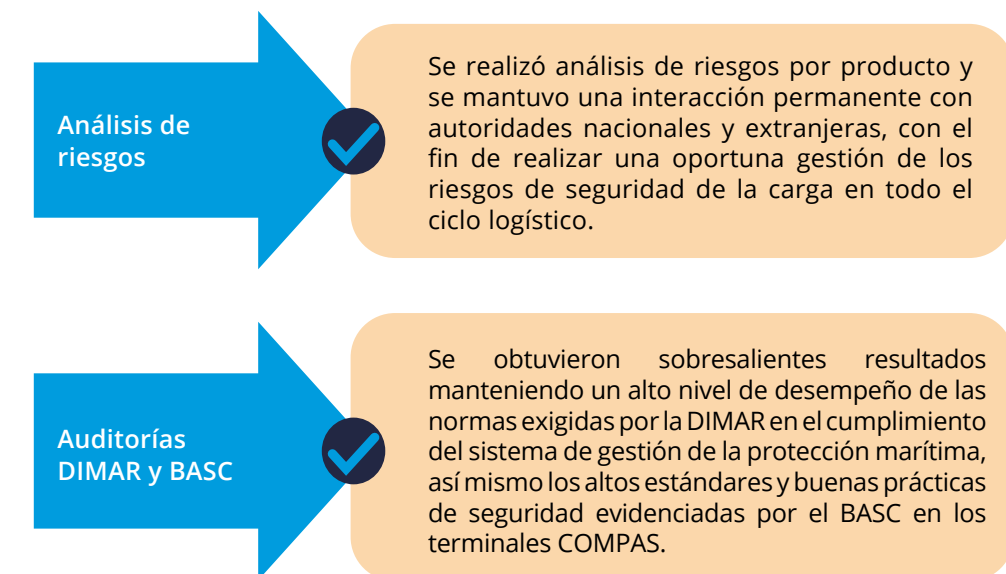 Análisis de
riesgos
Se realizó análisis de riesgos por producto y
se mantuvo una interacción permanente con
autoridades nacionales y extranjeras, con el
fin de realizar una oportuna gestión de los
riesgos de seguridad de la carga en todo el
ciclo logístico.
Auditorías
DIMAR y BASC
Se obtuvieron sobresalientes resultados
manteniendo un alto nivel de desempeño de las
normas exigidas por la DIMAR en el cumplimiento
del sistema de gestión de la protección marítima,
así mismo los altos estándares y buenas prácticas
de seguridad evidenciadas por el BASC en los
terminales COMPAS.